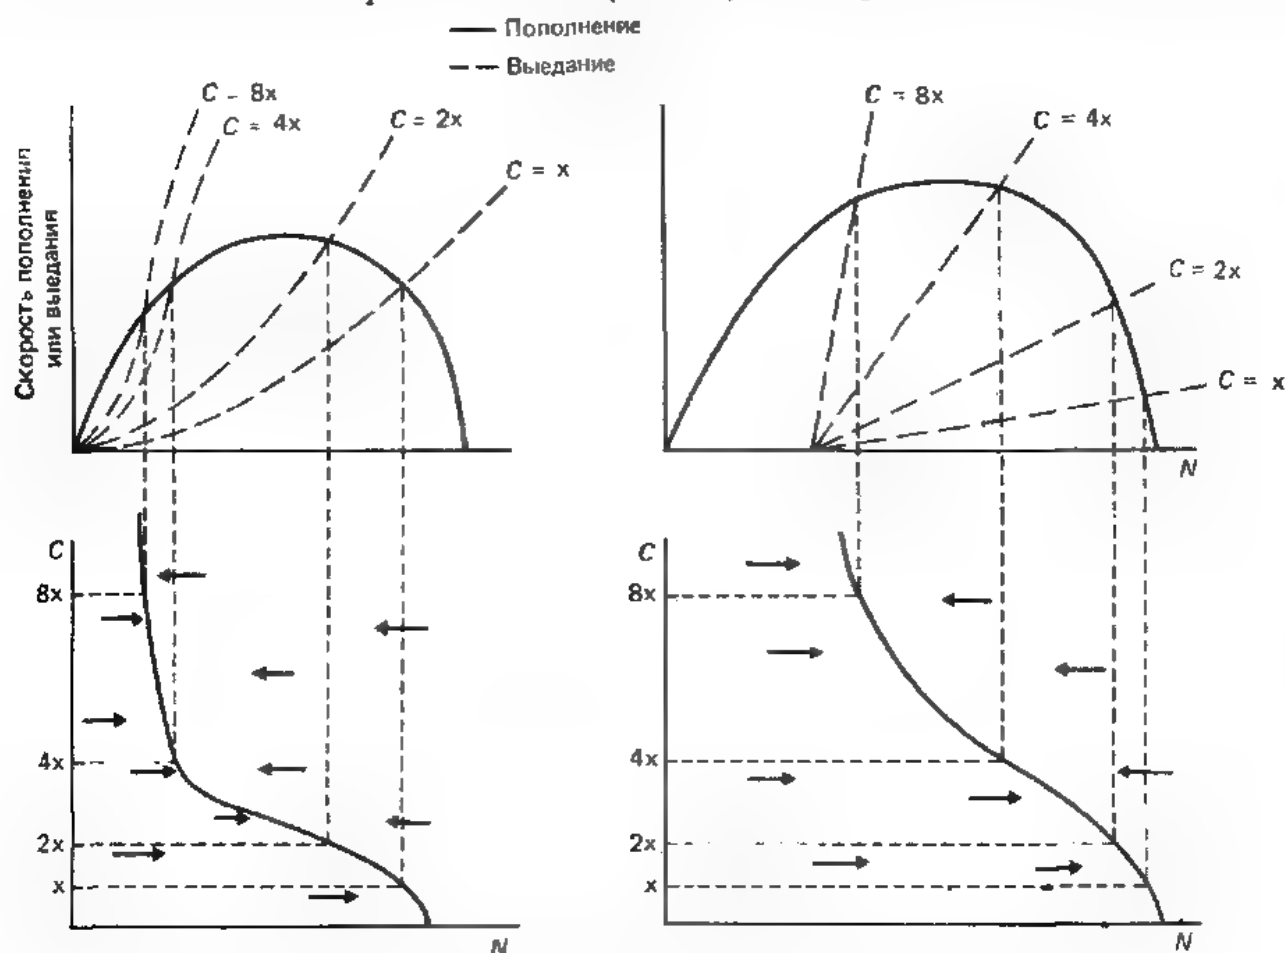 Пополнение
Выедание
Скорость пополнения
или выедания
C - 8x
C = 4x
C = 2x
C = x
C = 8x
C = 4x
C = 2x
C = x
N
C
8x
4x
2x
x
N
C
8x
4x
2x
x
N